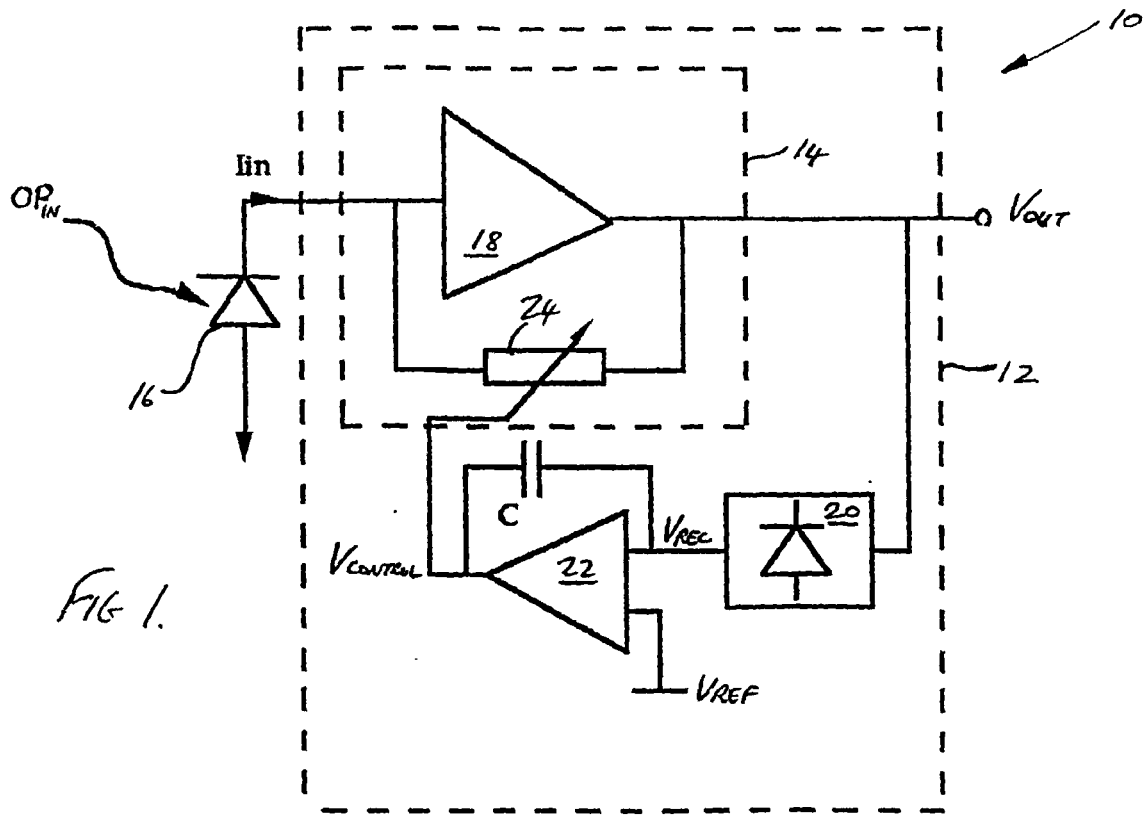 10
14
Iin
OPIN
VOUT
18
24
16
12
C
20
VREC
22
VCONTROL
FIG 1.
VREF